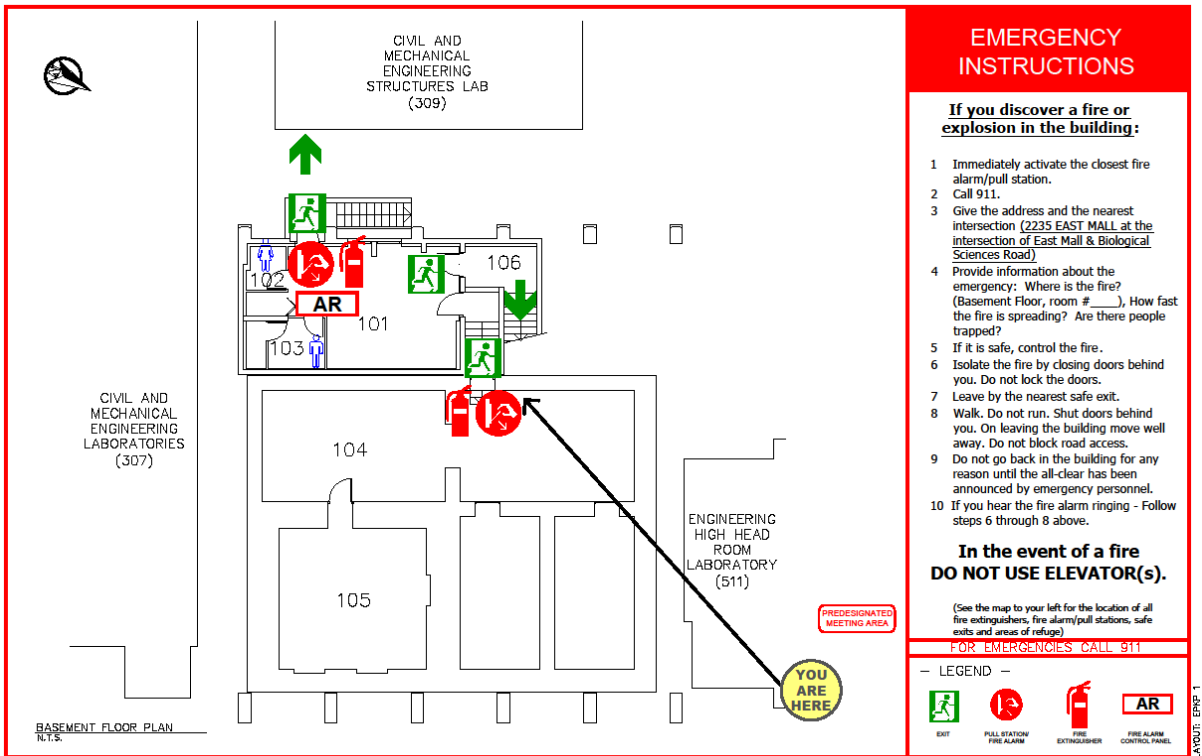 CIVIL AND
MECHANICAL
ENGINEERING
STRUCTURES LAB
(309)
102
AR
101
103
106
CIVIL AND
MECHANICAL
ENGINEERING
LABORATORIES
(307)
104
105
ENGINEERING
HIGH HEAD
ROOM
LABORATORY
(511)
PREDESIGNATED
MEETING AREA
YOU
ARE
HERE
BASEMENT FLOOR PLAN
N.T.S.
EMERGENCY
INSTRUCTIONS
If you discover a fire or
explosion in the building:
1 Immediately activate the closest fire
alarm/pull station.
2 Call 911.
3 Give the address and the nearest
intersection (2235 EAST MALL at the
intersection of East Mall & Biological
Sciences Road)
4 Provide information about the
emergency: Where is the fire?
(Basement Floor, room #____), How fast
the fire is spreading? Are there people
trapped?
5 If it is safe, control the fire.
6 Isolate the fire by closing doors behind
you. Do not lock the doors.
7 Leave by the nearest safe exit.
8 Walk. Do not run. Shut doors behind
you. On leaving the building move well
away. Do not block road access.
9 Do not go back in the building for any
reason until the all-clear has been
announced by emergency personnel.
10 If you hear the fire alarm ringing - Follow
steps 6 through 8 above.
In the event of a fire
DO NOT USE ELEVATOR(s).
(See the map to your left for the location of all
fire extinguishers, fire alarm/pull stations, safe
exits and areas of refuge)
FOR EMERGENCIES CALL 911
— LEGEND —
AR
EXIT
PULL STATION/
FIRE ALARM
FIRE
EXTINGUISHER
FIRE ALARM
CONTROL PANEL